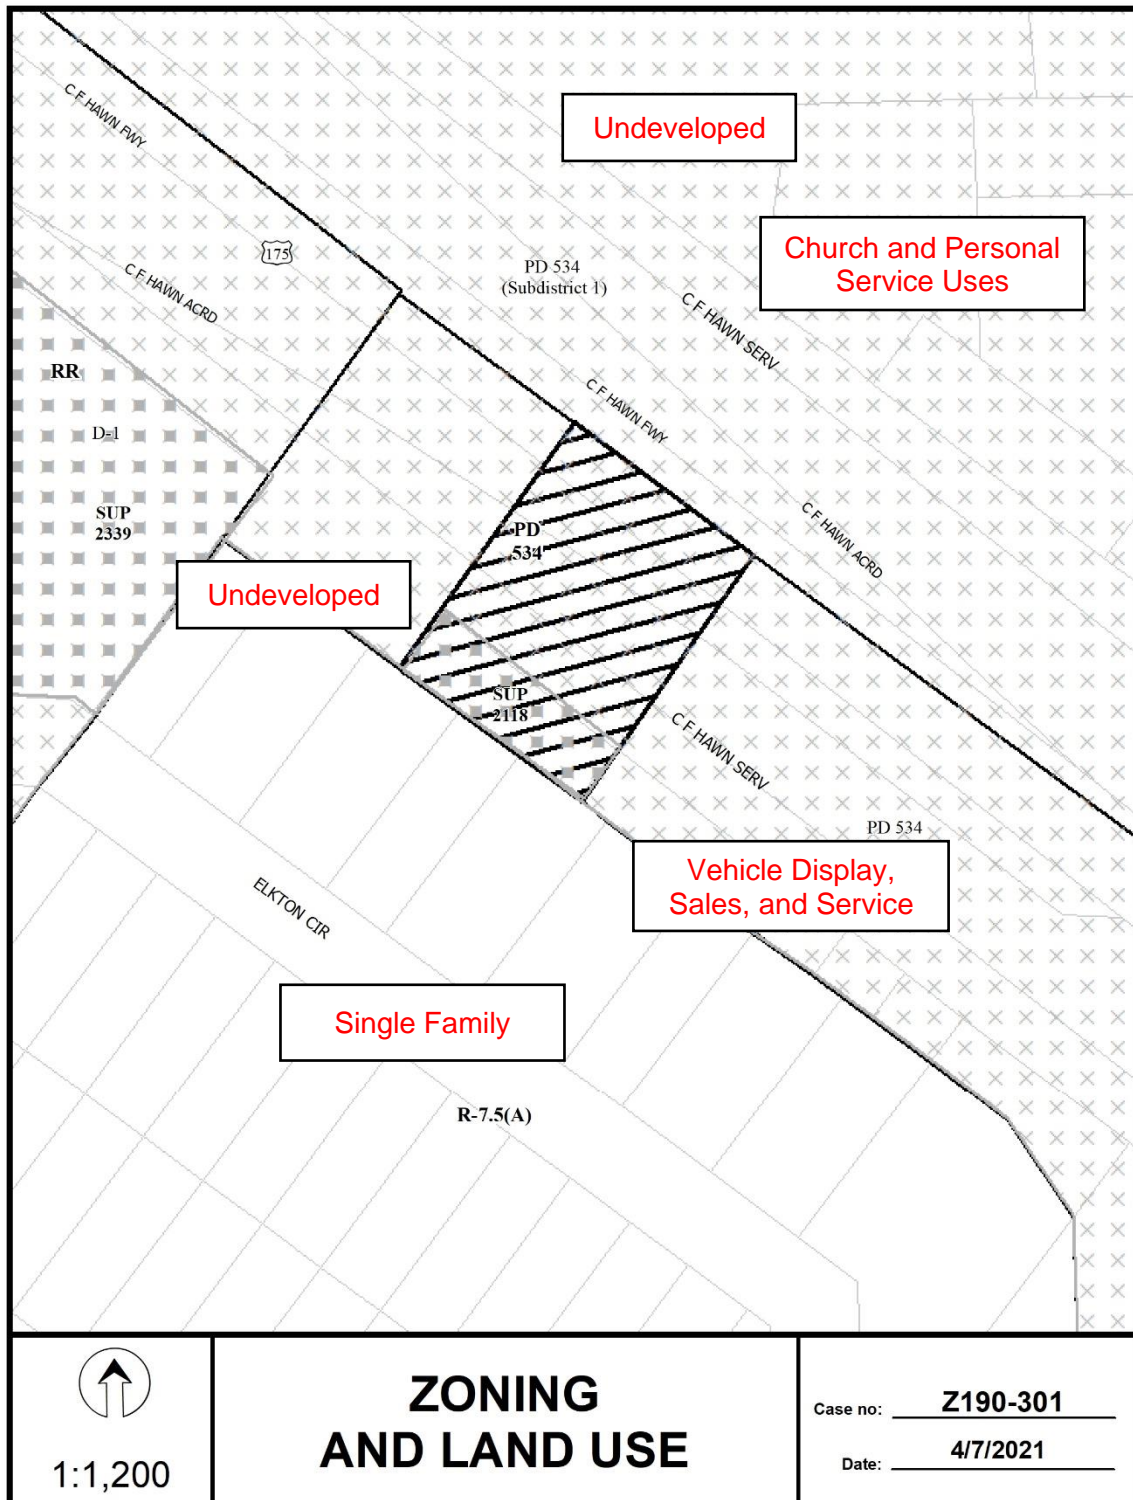 C F HAWN FWY
Undeveloped
Church and Personal
Service Uses
175
C F HAWN ACRD
PD 534
(Subdistrict 1)
C F HAWN SERV
RR
D-1
C F HAWN FWY
SUP
2339
PD
534
C F HAWN ACRD
Undeveloped
SUP
2118
C F HAWN SERV
PD 534
Vehicle Display,
Sales, and Service
ELKTON CIR
Single Family
R-7.5(A)
1:1,200
ZONING
AND LAND USE
Case no: Z190-301
Date: 4/7/2021